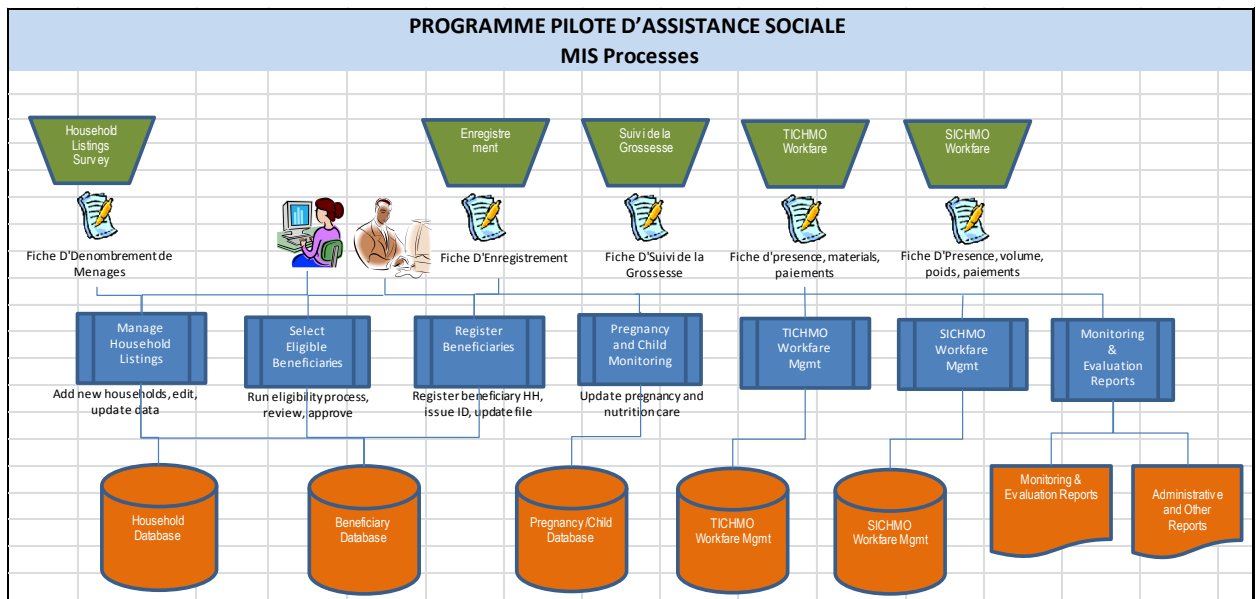 PROGRAMME PILOTE D'ASSISTANCE SOCIALE
MIS Processes
Household
Listings
Survey
Enregistre
ment
Suivi de la
Grossesse
TICHMO
Workfare
SICHMO
Workfare
Fiche D'Denombrement de
Menages
Fiche D'Enregistrement
Fiche D'Suivi de la
Grossesse
Fiche d'presence, materials,
paiements
Fiche D'Presence, volume,
poids, paiements
Manage
Household
Listings
Select
Eligible
Beneficiaries
Register
Beneficiaries
Pregnancy
and Child
Monitoring
TICHMO
Workfare
Mgmt
SICHMO
Workfare
Mgmt
Monitoring
&
Evaluation
Reports
Add new households, edit,
update data
Run eligibility process,
review, approve
Register beneficiary HH,
issue ID, update file
Update pregnancy and
nutrition care
Household
Database
Beneficiary
Database
Pregnancy/Child
Database
TICHMO
Workfare Mgmt
SICHMO
Workfare Mgmt
Monitoring &
Evaluation Reports
Administrative
and Other
Reports